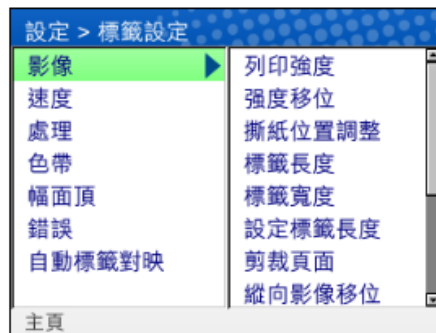 設定 > 標籤設定
影像
速度
處理
色帶
幅面頂
錯誤
自動標籤對映
列印強度
强度移位
撕紙位置調整
標籤長度
標籤寬度
設定標籤長度
剪裁頁面
縱向影像移位
主頁